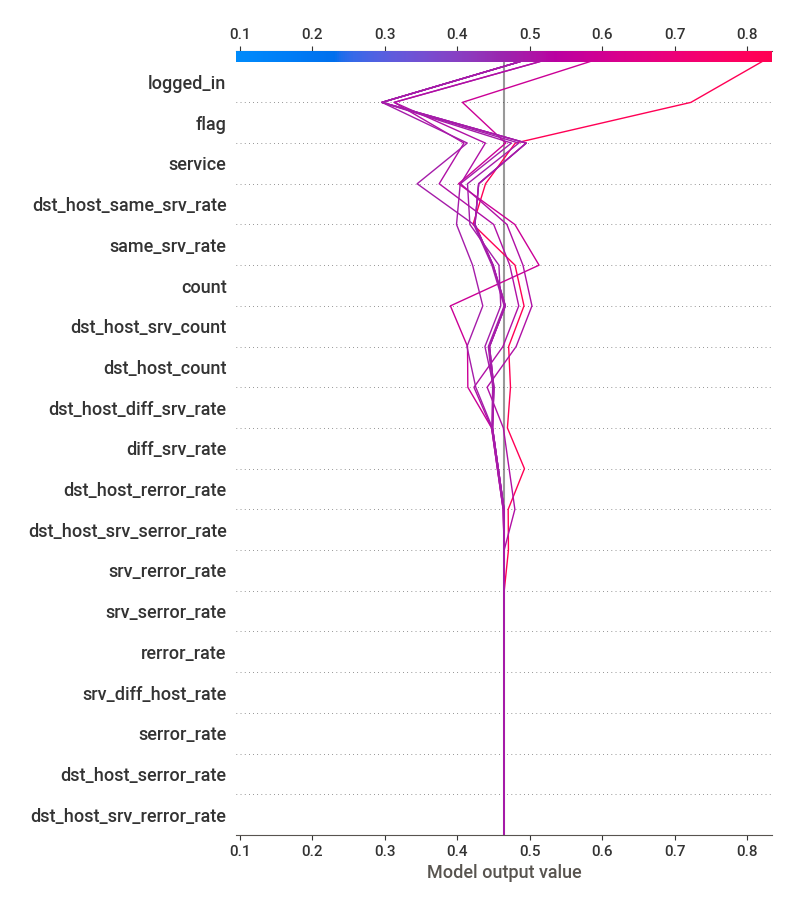 0.1 0.2 0.3 0.4 0.5 0.6 0.7 0.8
logged_in
flag
service
dst_host_same_srv_rate
same_srv_rate
count
dst_host_srv_count
dst_host_count
dst_host_diff_srv_rate
diff_srv_rate
dst_host_rerror_rate
dst_host_srv_serror_rate
srv_rerror_rate
srv_serror_rate
rerror_rate
srv_diff_host_rate
serror_rate
dst_host_serror_rate
dst_host_srv_rerror_rate
0.1 0.2 0.3 0.4 0.5 0.6 0.7 0.8
Model output value